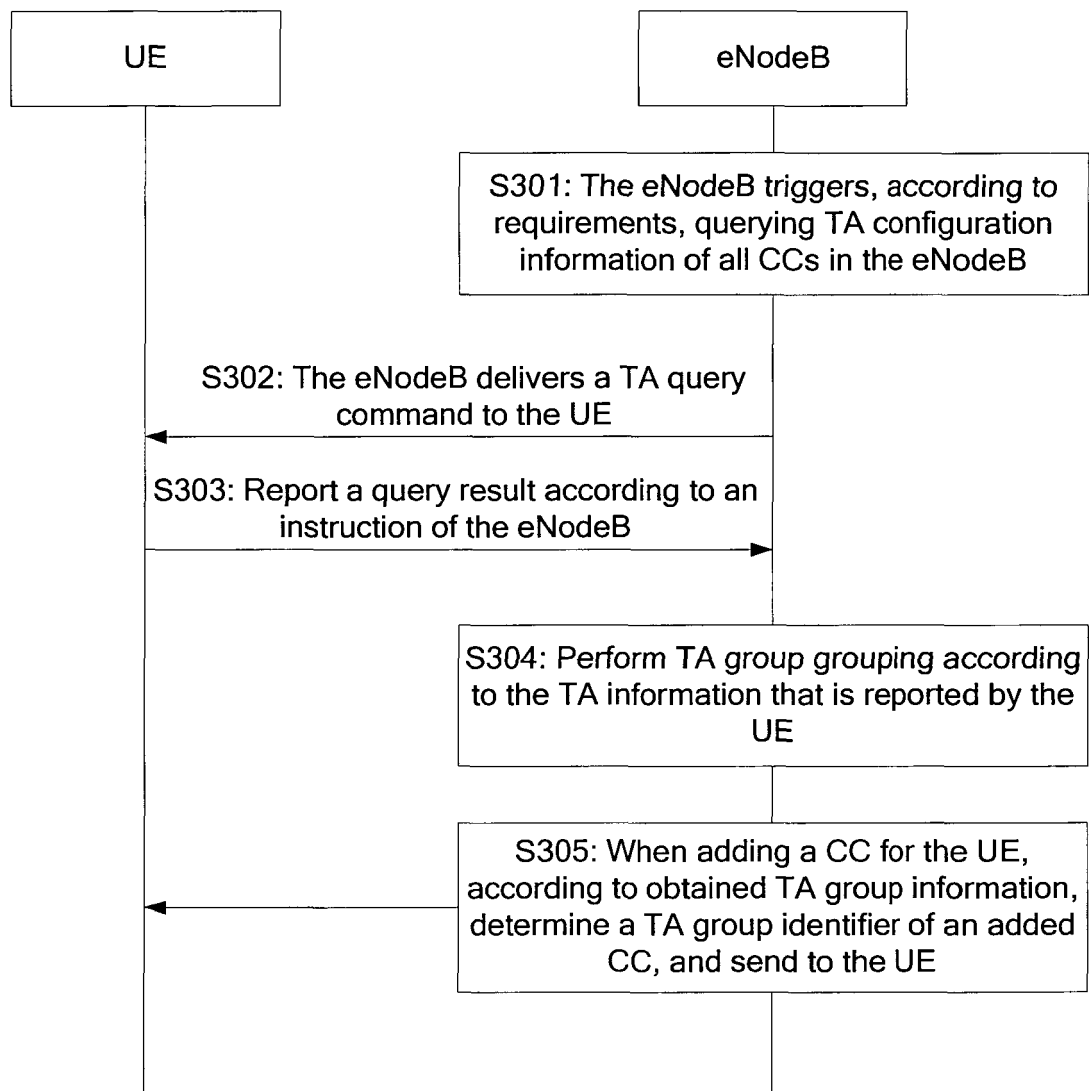 UE
eNodeB
S301: The eNodeB triggers, according to
requirements, querying TA configuration
information of all CCs in the eNodeB
S302: The eNodeB delivers a TA query
command to the UE
S303: Report a query result according to an
instruction of the eNodeB
S304: Perform TA group grouping according
to the TA information that is reported by the
UE
S305: When adding a CC for the UE,
according to obtained TA group information,
determine a TA group identifier of an added
CC, and send to the UE